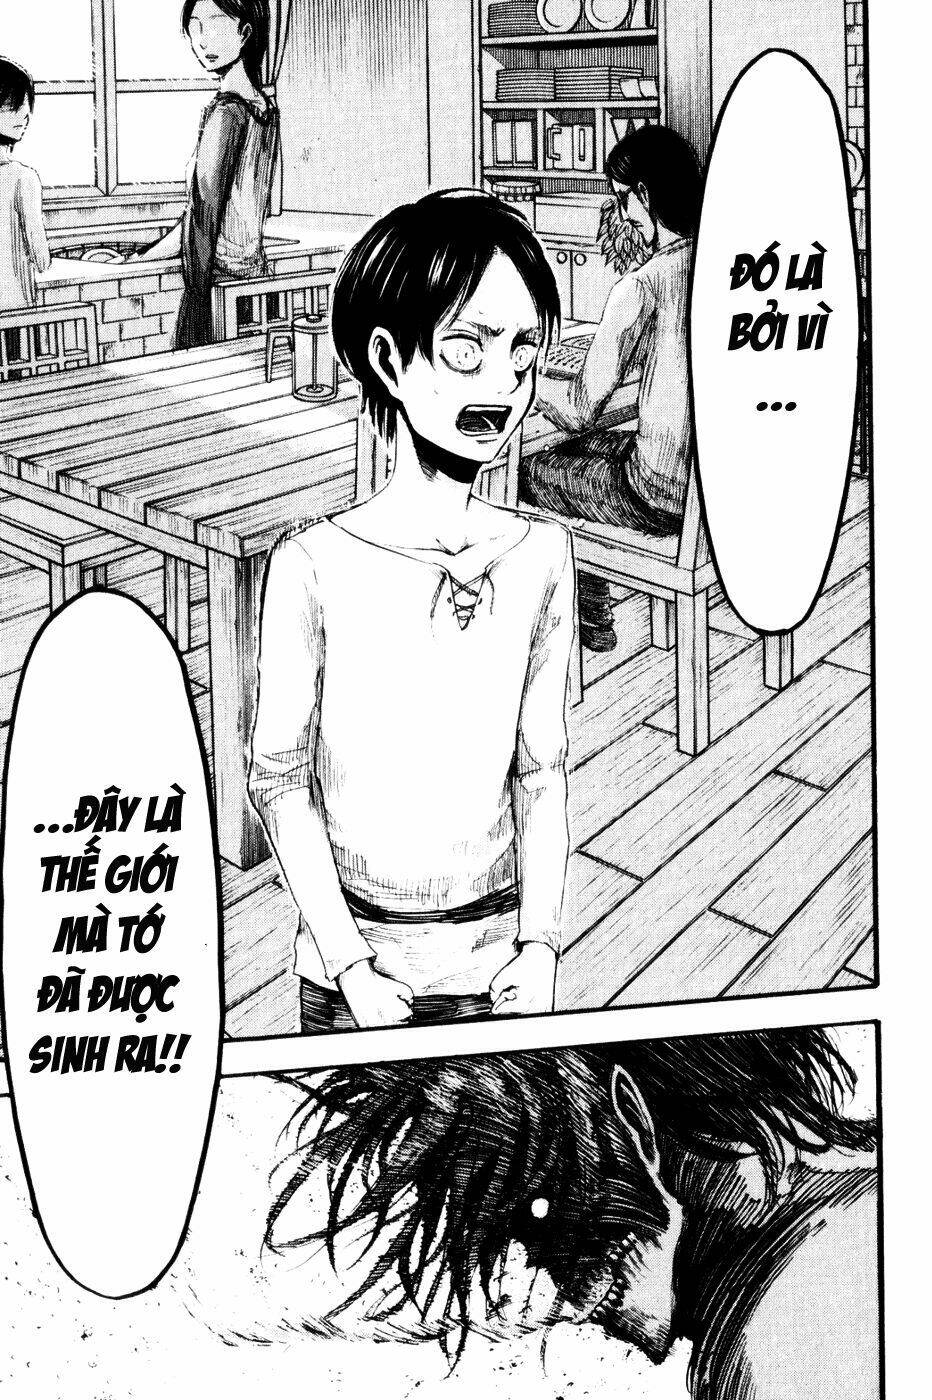 ĐÓ LÀ
BỞI VÌ
...
...ĐÂY LÀ
THẾ GIỚI
MÀ TỚ
ĐÃ ĐƯỢC
SINH RA!!